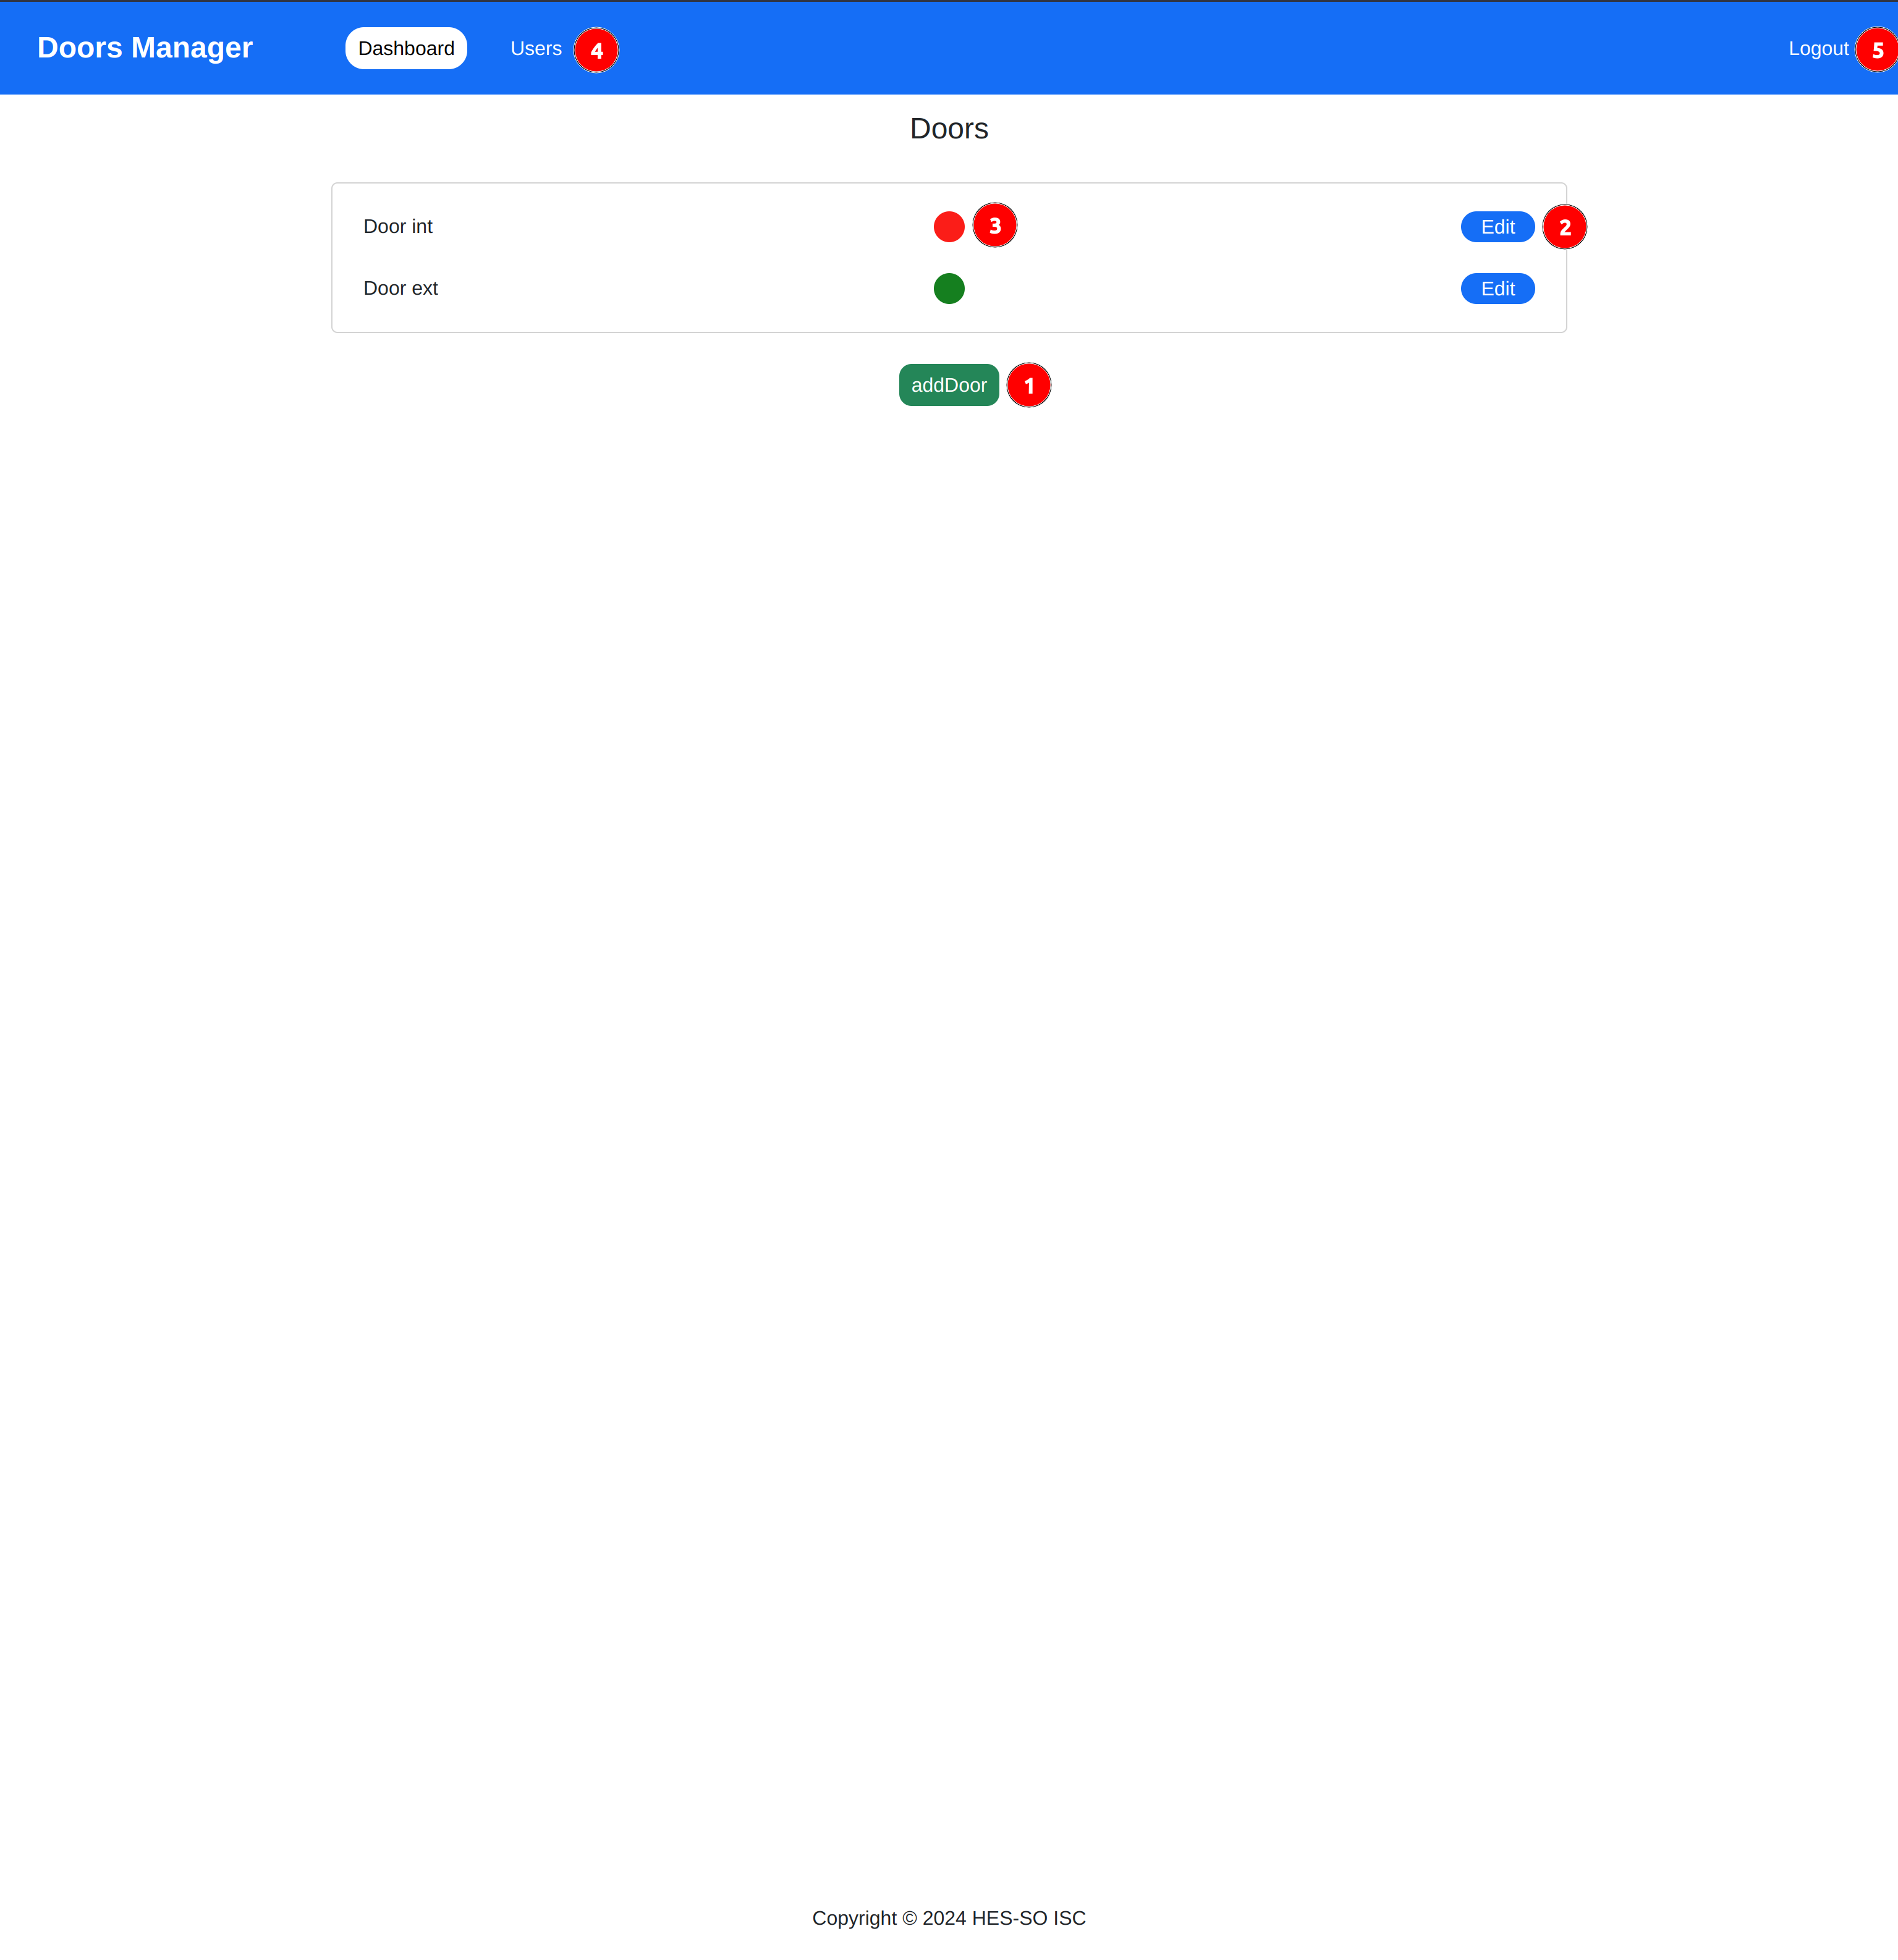 Doors Manager Dashboard Users 4 Logout 5
Doors
Door int 3 Edit 2
Door ext Edit
addDoor 1
Copyright © 2024 HES-SO ISC